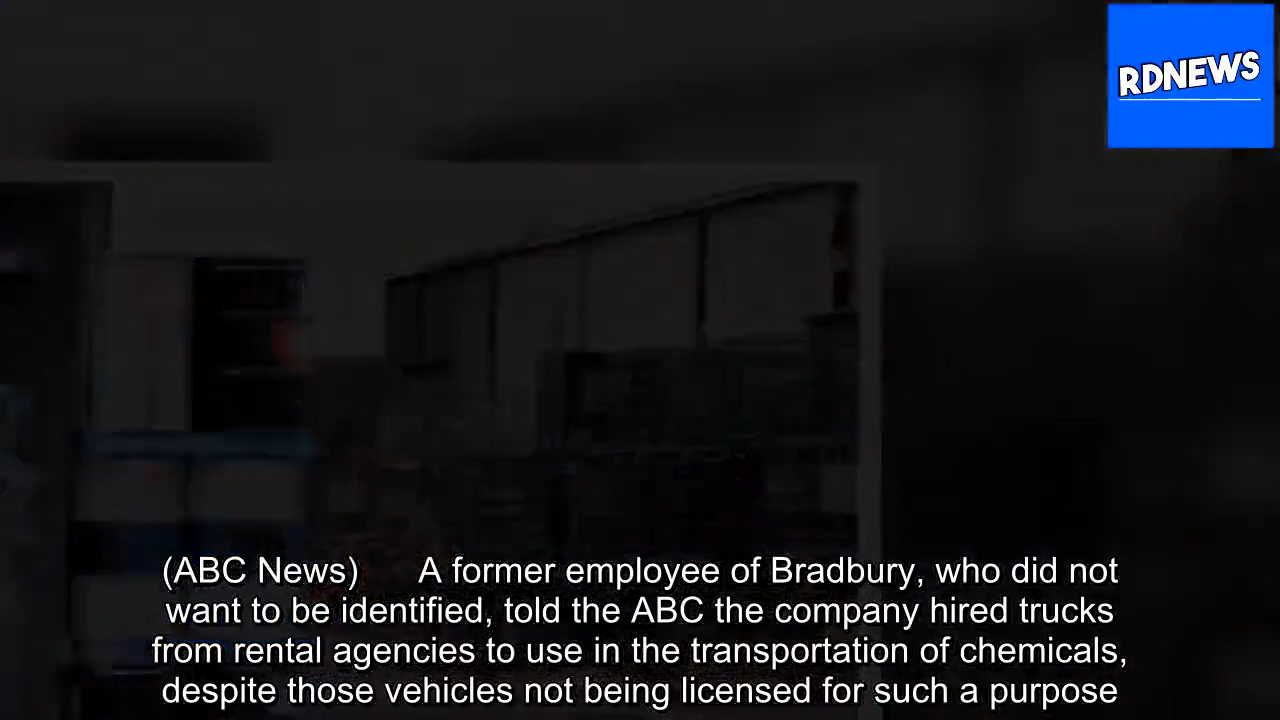 RDNEWS
(ABC News) A former employee of Bradbury, who did not
want to be identified, told the ABC the company hired trucks
from rental agencies to use in the transportation of chemicals,
despite those vehicles not being licensed for such a purpose